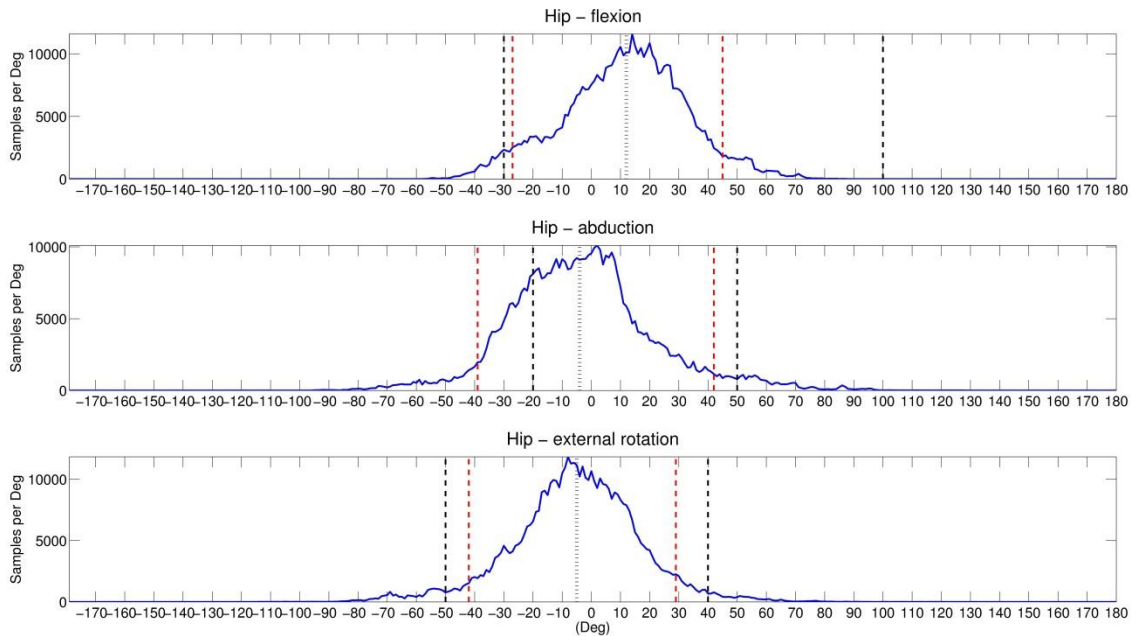 Hip − flexion
Samples per Deg
10000
5000
0
−170−160−150−140−130−120−110−100 −90 −80 −70 −60 −50 −40 −30 −20 −10 0 10 20 30 40 50 60 70 80 90 100 110 120 130 140 150 160 170 180
Hip − abduction
Samples per Deg
10000
5000
0
−170−160−150−140−130−120−110−100 −90 −80 −70 −60 −50 −40 −30 −20 −10 0 10 20 30 40 50 60 70 80 90 100 110 120 130 140 150 160 170 180
Hip − external rotation
Samples per Deg
10000
5000
0
−170−160−150−140−130−120−110−100 −90 −80 −70 −60 −50 −40 −30 −20 −10 0 10 20 30 40 50 60 70 80 90 100 110 120 130 140 150 160 170 180
(Deg)